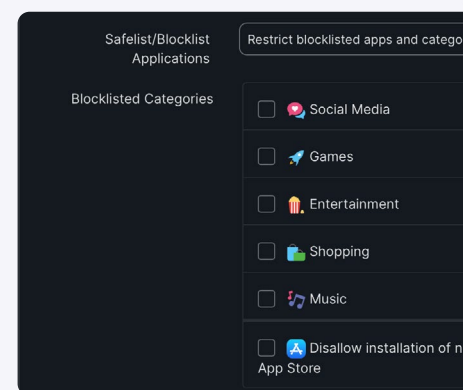 Safelist/Blocklist
Applications
Restrict blocklisted apps and catego
Blocklisted Categories
Social Media
Games
Entertainment
Shopping
Music
Disallow installation of n
App Store